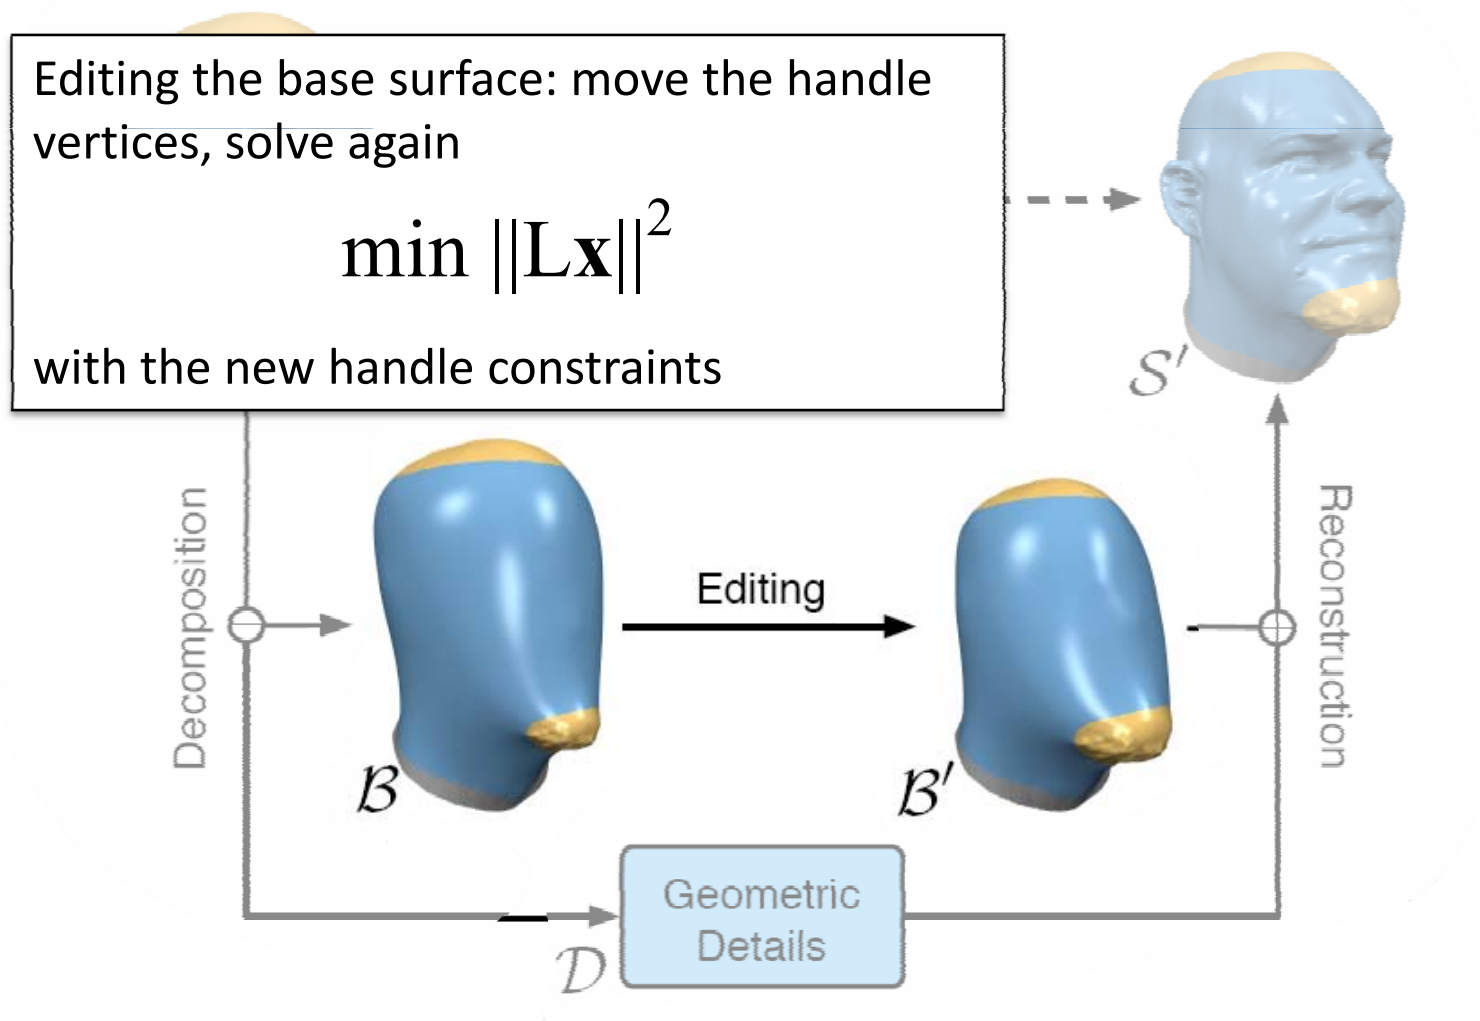 Editing the base surface: move the handle
vertices, solve again
min ||Lx||²
with the new handle constraints
S′
Decomposition
Editing
Reconstruction
B
B′
Geometric
Details
D